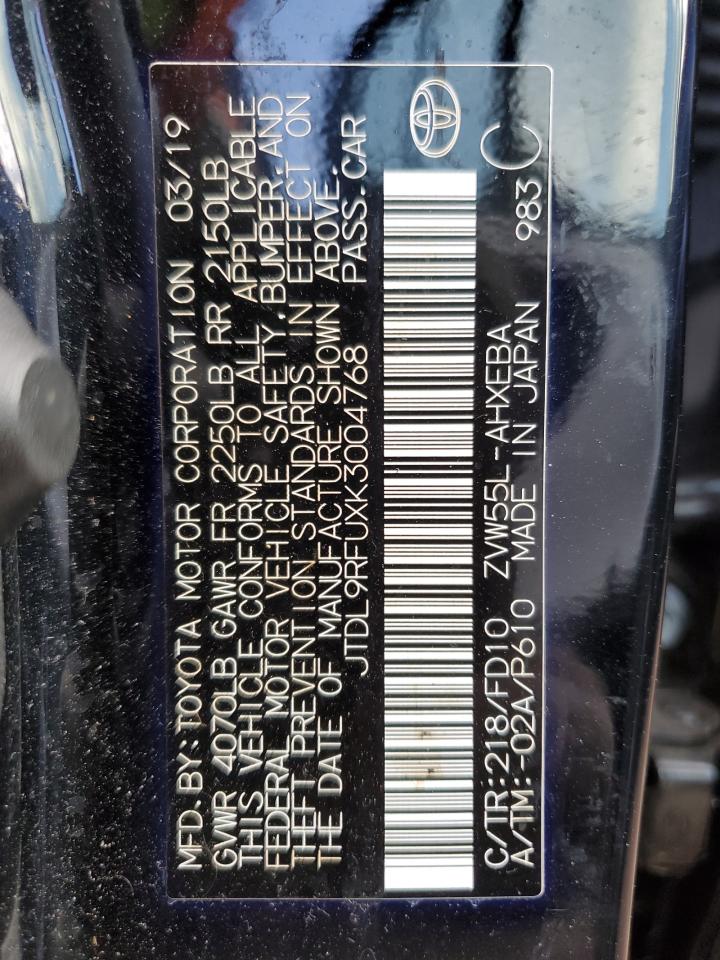 MFD. BY: TOYOTA MOTOR CORPORATION 03/19
GVWR 4070LB GAWR FR 2250LB RR 2150LB
THIS VEHICLE CONFORMS TO ALL APPLICABLE
FEDERAL MOTOR VEHICLE SAFETY, BUMPER, AND
THEFT PREVENTION STANDARDS IN EFFECT ON
THE DATE OF MANUFACTURE SHOWN ABOVE.
JTDL9RFUXK3004768 PASS. CAR
C/TR: 218/FD10 ZVW55L-AHXEBA
A/TM: -02A/P610 MADE IN JAPAN 983 C